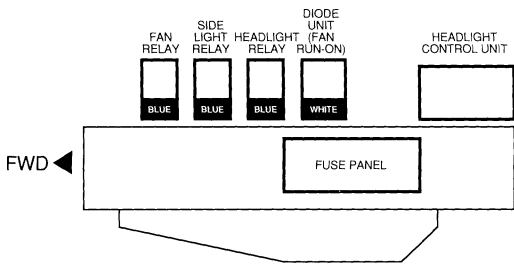 FAN
RELAY
SIDE
LIGHT
RELAY
HEADLIGHT
RELAY
DIODE
UNIT
(FAN
RUN-ON)
HEADLIGHT
CONTROL UNIT
BLUE
BLUE
BLUE
WHITE
FWD
FUSE PANEL